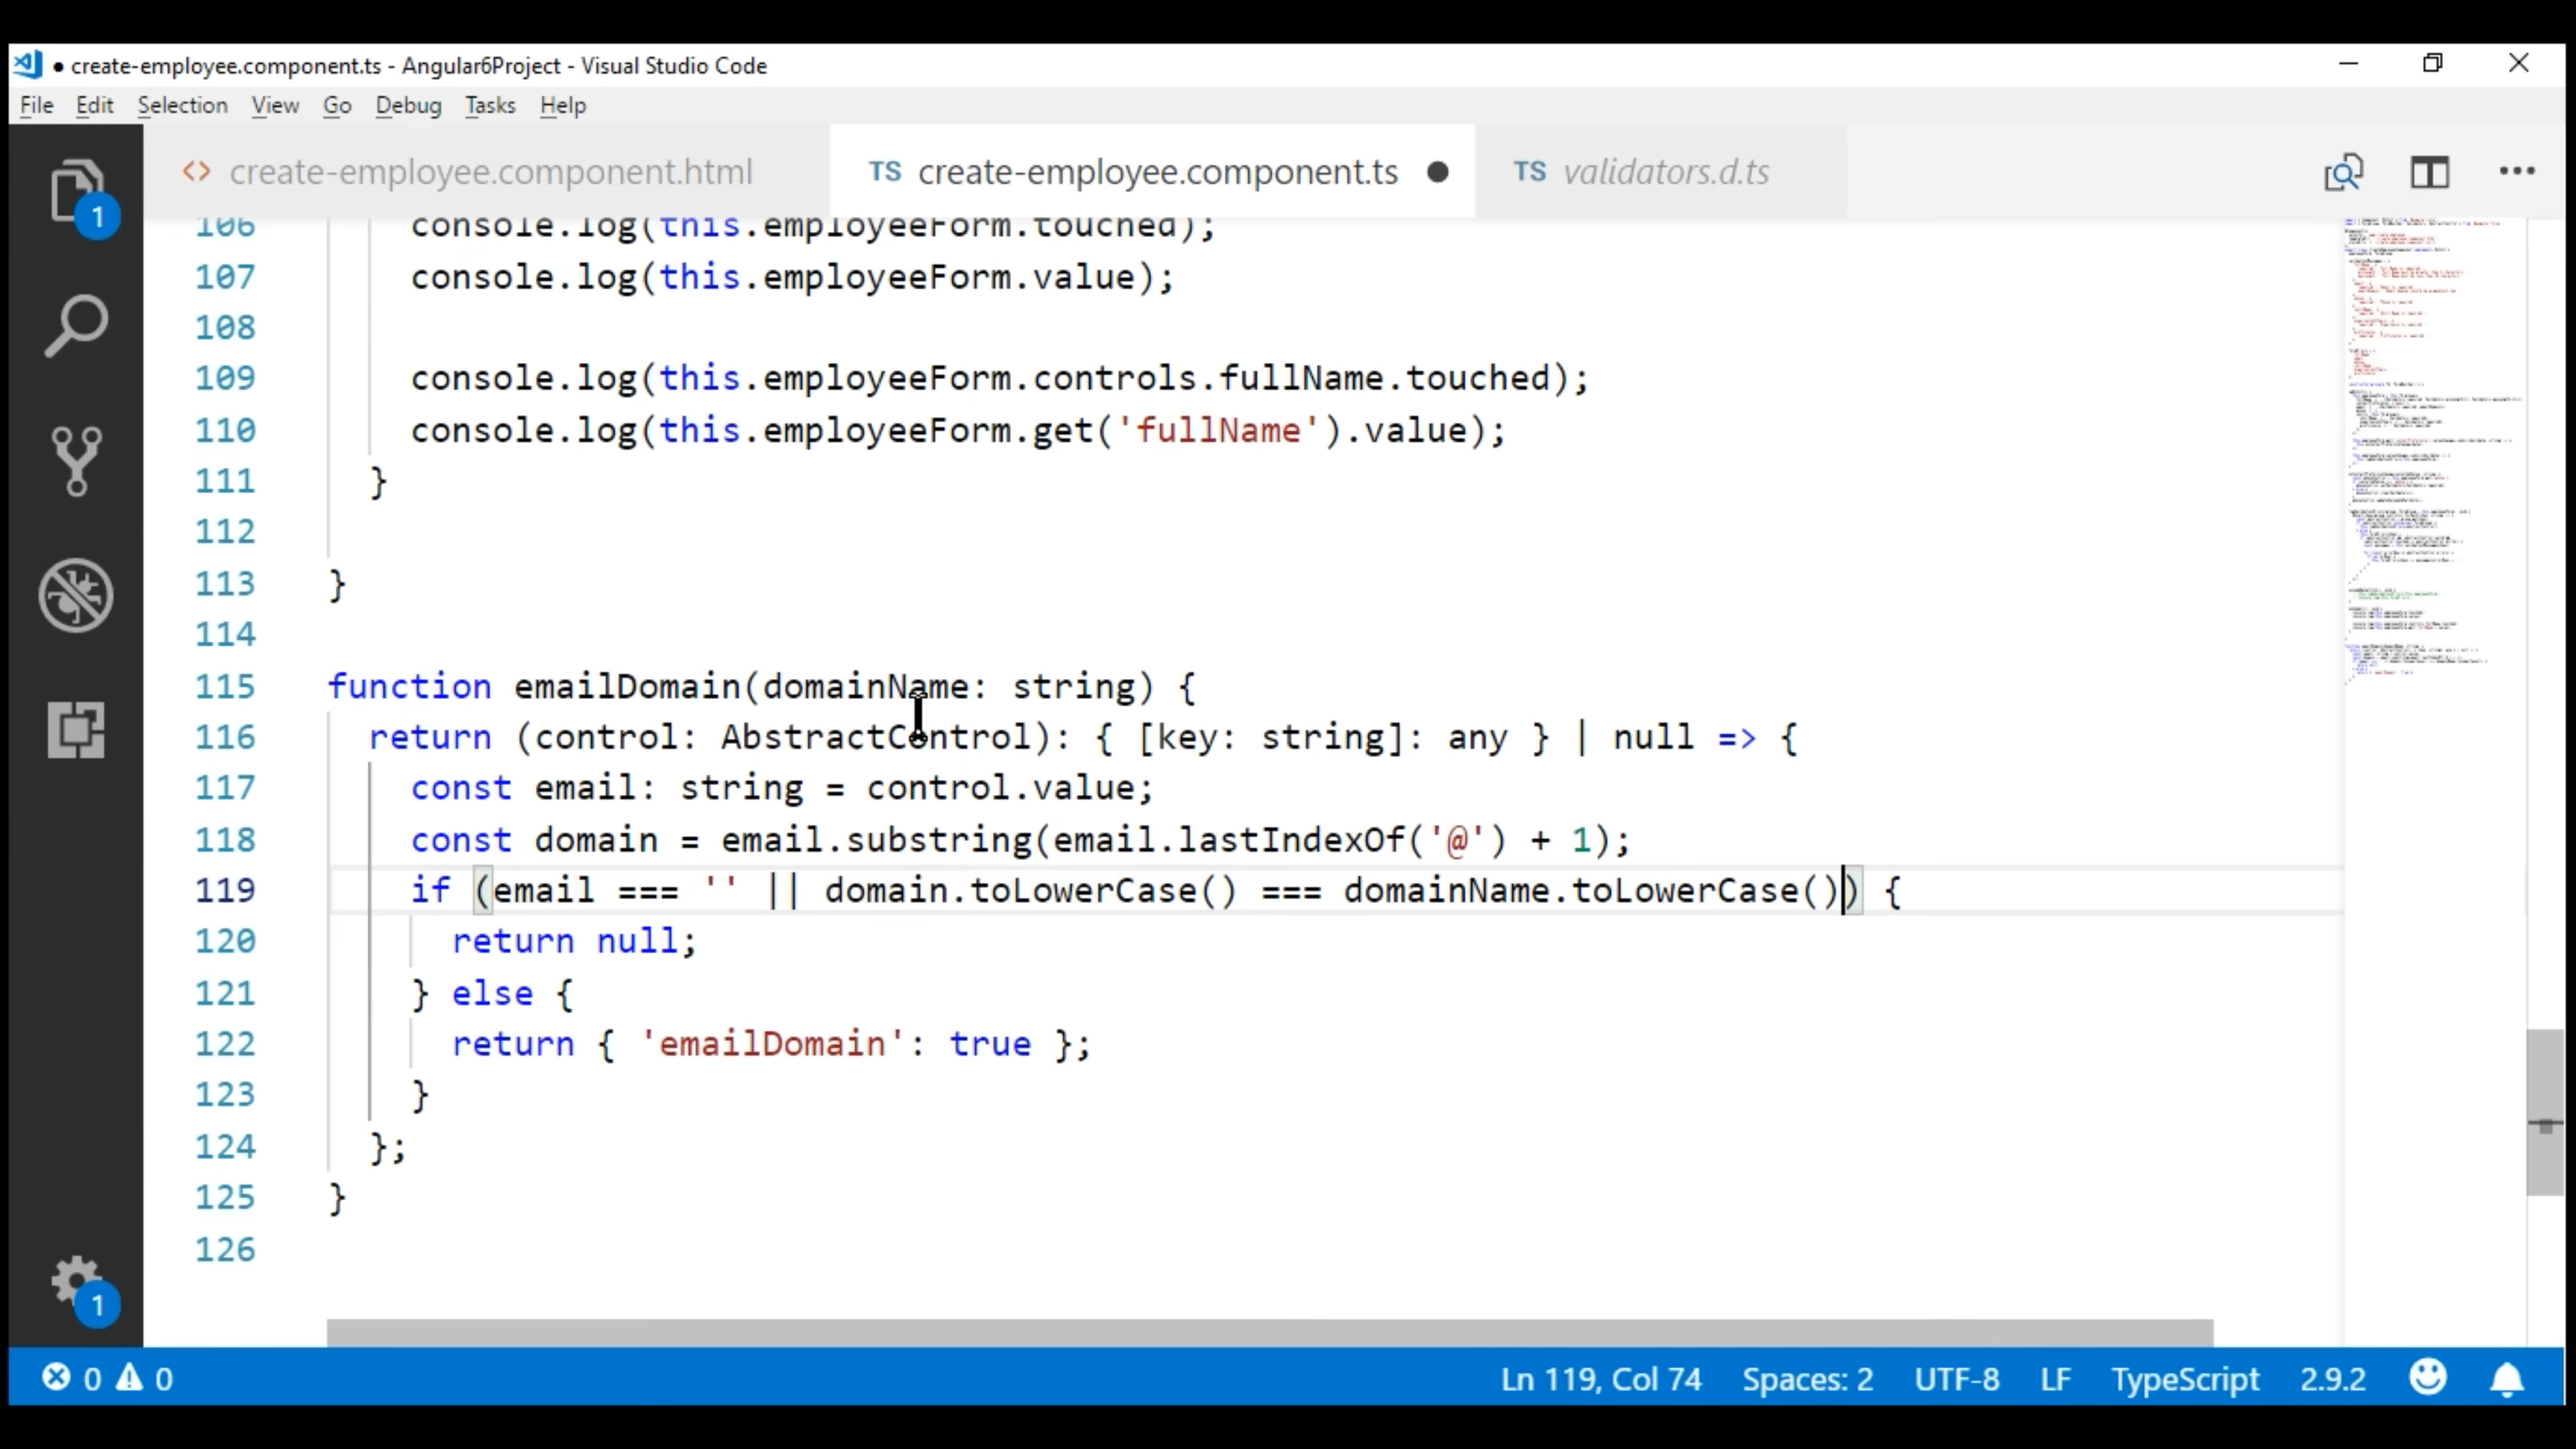 ● create-employee.component.ts - Angular6Project - Visual Studio Code
File Edit Selection View Go Debug Tasks Help
<> create-employee.component.html TS create-employee.component.ts ● TS validators.d.ts
1
106 console.log(this.employeeForm.touched);
107 console.log(this.employeeForm.value);
108
109 console.log(this.employeeForm.controls.fullName.touched);
110 console.log(this.employeeForm.get('fullName').value);
111 }
112
113 }
114
115 function emailDomain(domainName: string) {
116 return (control: AbstractControl): { [key: string]: any } | null => {
117 const email: string = control.value;
118 const domain = email.substring(email.lastIndexOf('@') + 1);
119 if (email === '' || domain.toLowerCase() === domainName.toLowerCase()) {
120 return null;
121 } else {
122 return { 'emailDomain': true };
123 }
124 };
125 }
126
1
0 0 Ln 119, Col 74 Spaces: 2 UTF-8 LF TypeScript 2.9.2